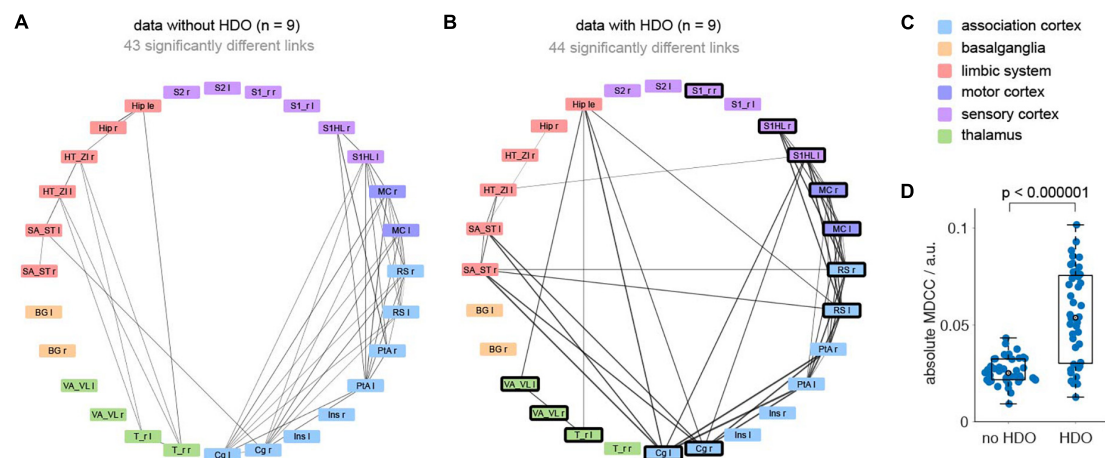 A
data without HDO (n = 9)
43 significantly different links
S2 l
S2 r
S1_r r
S1_r l
Hip le
Hip r
S1HL r
HT_ZI r
S1HL l
HT_ZI l
MC r
SA_ST l
MC l
SA_ST r
RS r
BG l
RS l
BG r
PtA r
VA_VL l
PtA l
VA_VL r
Ins r
T_r l
Ins l
T_r r
Cg l
Cg r
B
data with HDO (n = 9)
44 significantly different links
S2 l
S2 r
S1_r r
S1_r l
Hip le
Hip r
S1HL r
HT_ZI r
S1HL l
HT_ZI l
MC r
SA_ST l
MC l
SA_ST r
RS r
BG l
RS l
BG r
PtA r
VA_VL l
PtA l
VA_VL r
Ins r
T_r l
Ins l
T_r r
Cg l
Cg r
C
association cortex
basalganglia
limbic system
motor cortex
sensory cortex
thalamus
D
p < 0.000001
absolute MDCC / a.u.
0.1
0.05
0
no HDO
HDO